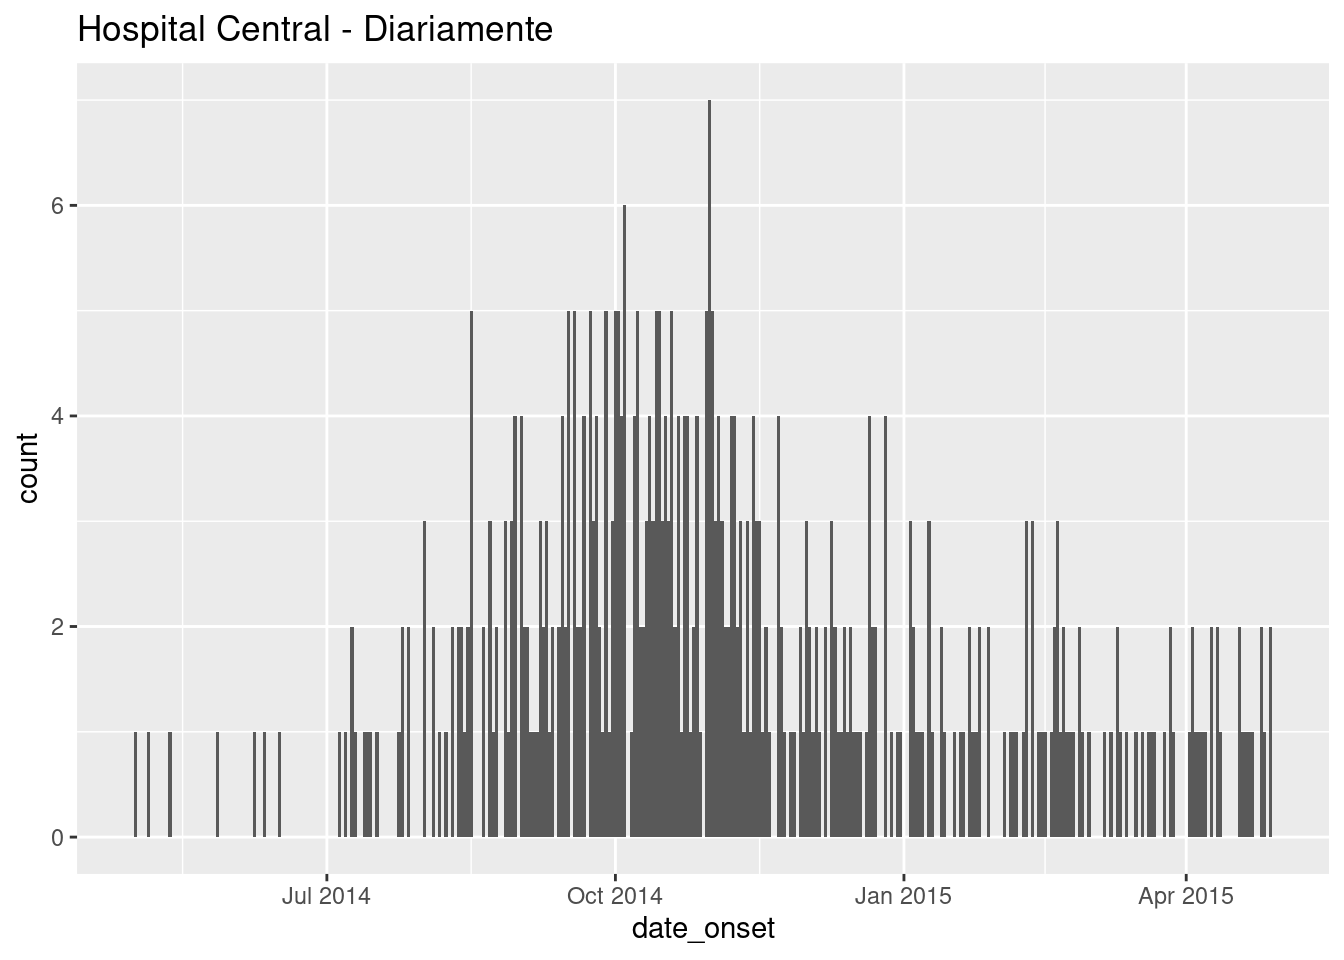 Hospital Central - Diariamente
6
4
2
0
count
Jul 2014
Oct 2014
Jan 2015
Apr 2015
date_onset